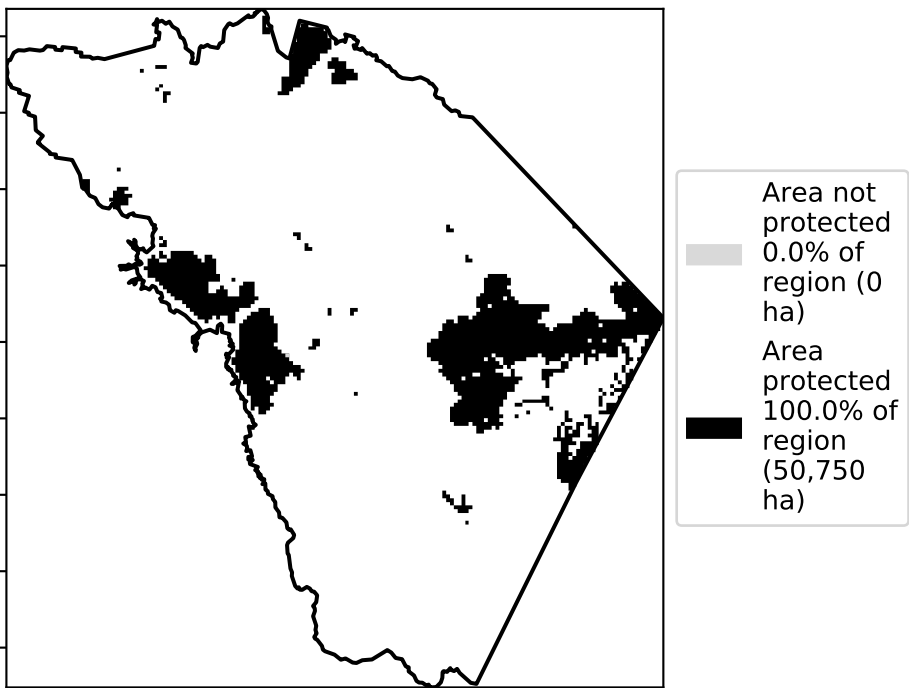 Area not
protected
0.0% of
region (0
ha)
Area
protected
100.0% of
region
(50,750
ha)